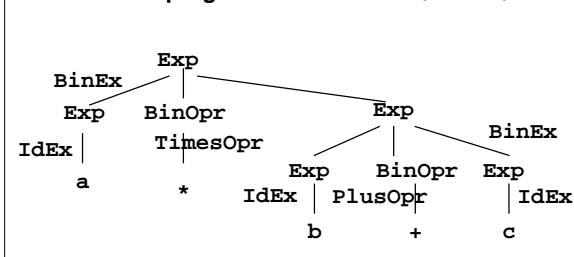 Exp
BinEx
Exp BinOpr Exp
BinEx
IdEx TimesOpr
Exp BinOpr Exp
a * IdEx PlusOpr IdEx
b + c